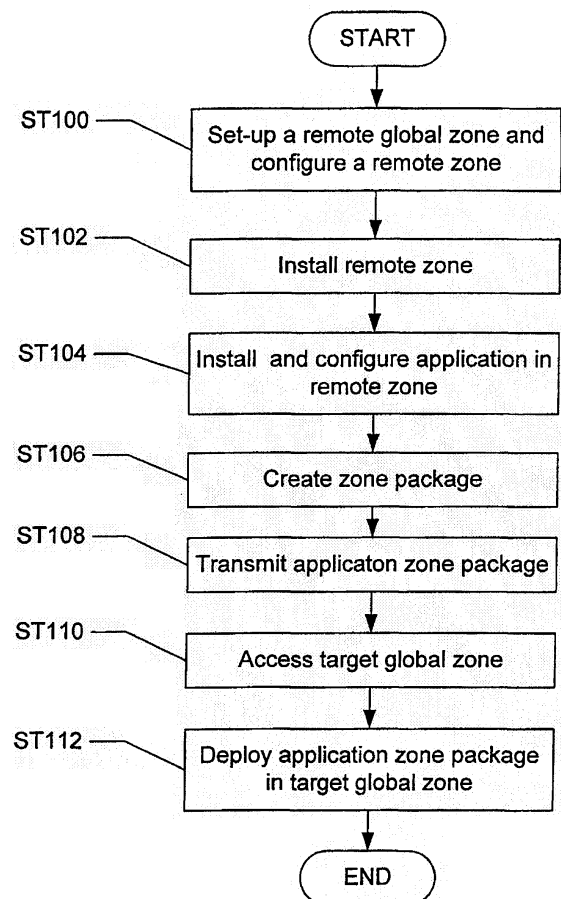 START
ST100
Set-up a remote global zone and
configure a remote zone
ST102
Install remote zone
ST104
Install and configure application in
remote zone
ST106
Create zone package
ST108
Transmit applicaton zone package
ST110
Access target global zone
ST112
Deploy application zone package
in target global zone
END